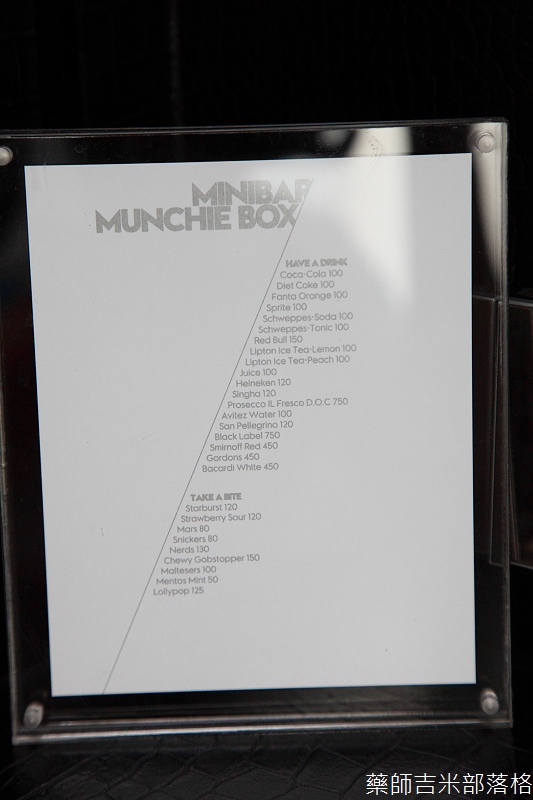 MINIBAR
MUNCHIE BOX
HAVE A DRINK
Coca-Cola 100
Diet Coke 100
Fanta Orange 100
Sprite 100
Schweppes-Soda 100
Schweppes-Tonic 100
Red Bull 150
Lipton Ice Tea-Lemon 100
Lipton Ice Tea-Peach 100
Juice 100
Heineken 120
Singha 120
Prosecco IL Fresco D.O.C 750
Avitez Water 100
San Pellegrino 120
Black Label 750
Smirnoff Red 450
Gordons 450
Bacardi White 450
TAKE A BITE
Starburst 120
Strawberry Sour 120
Mars 80
Snickers 80
Nerds 130
Chewy Gobstopper 150
Maltesers 100
Mentos Mint 50
Lollypop 125
藥師吉米部落格